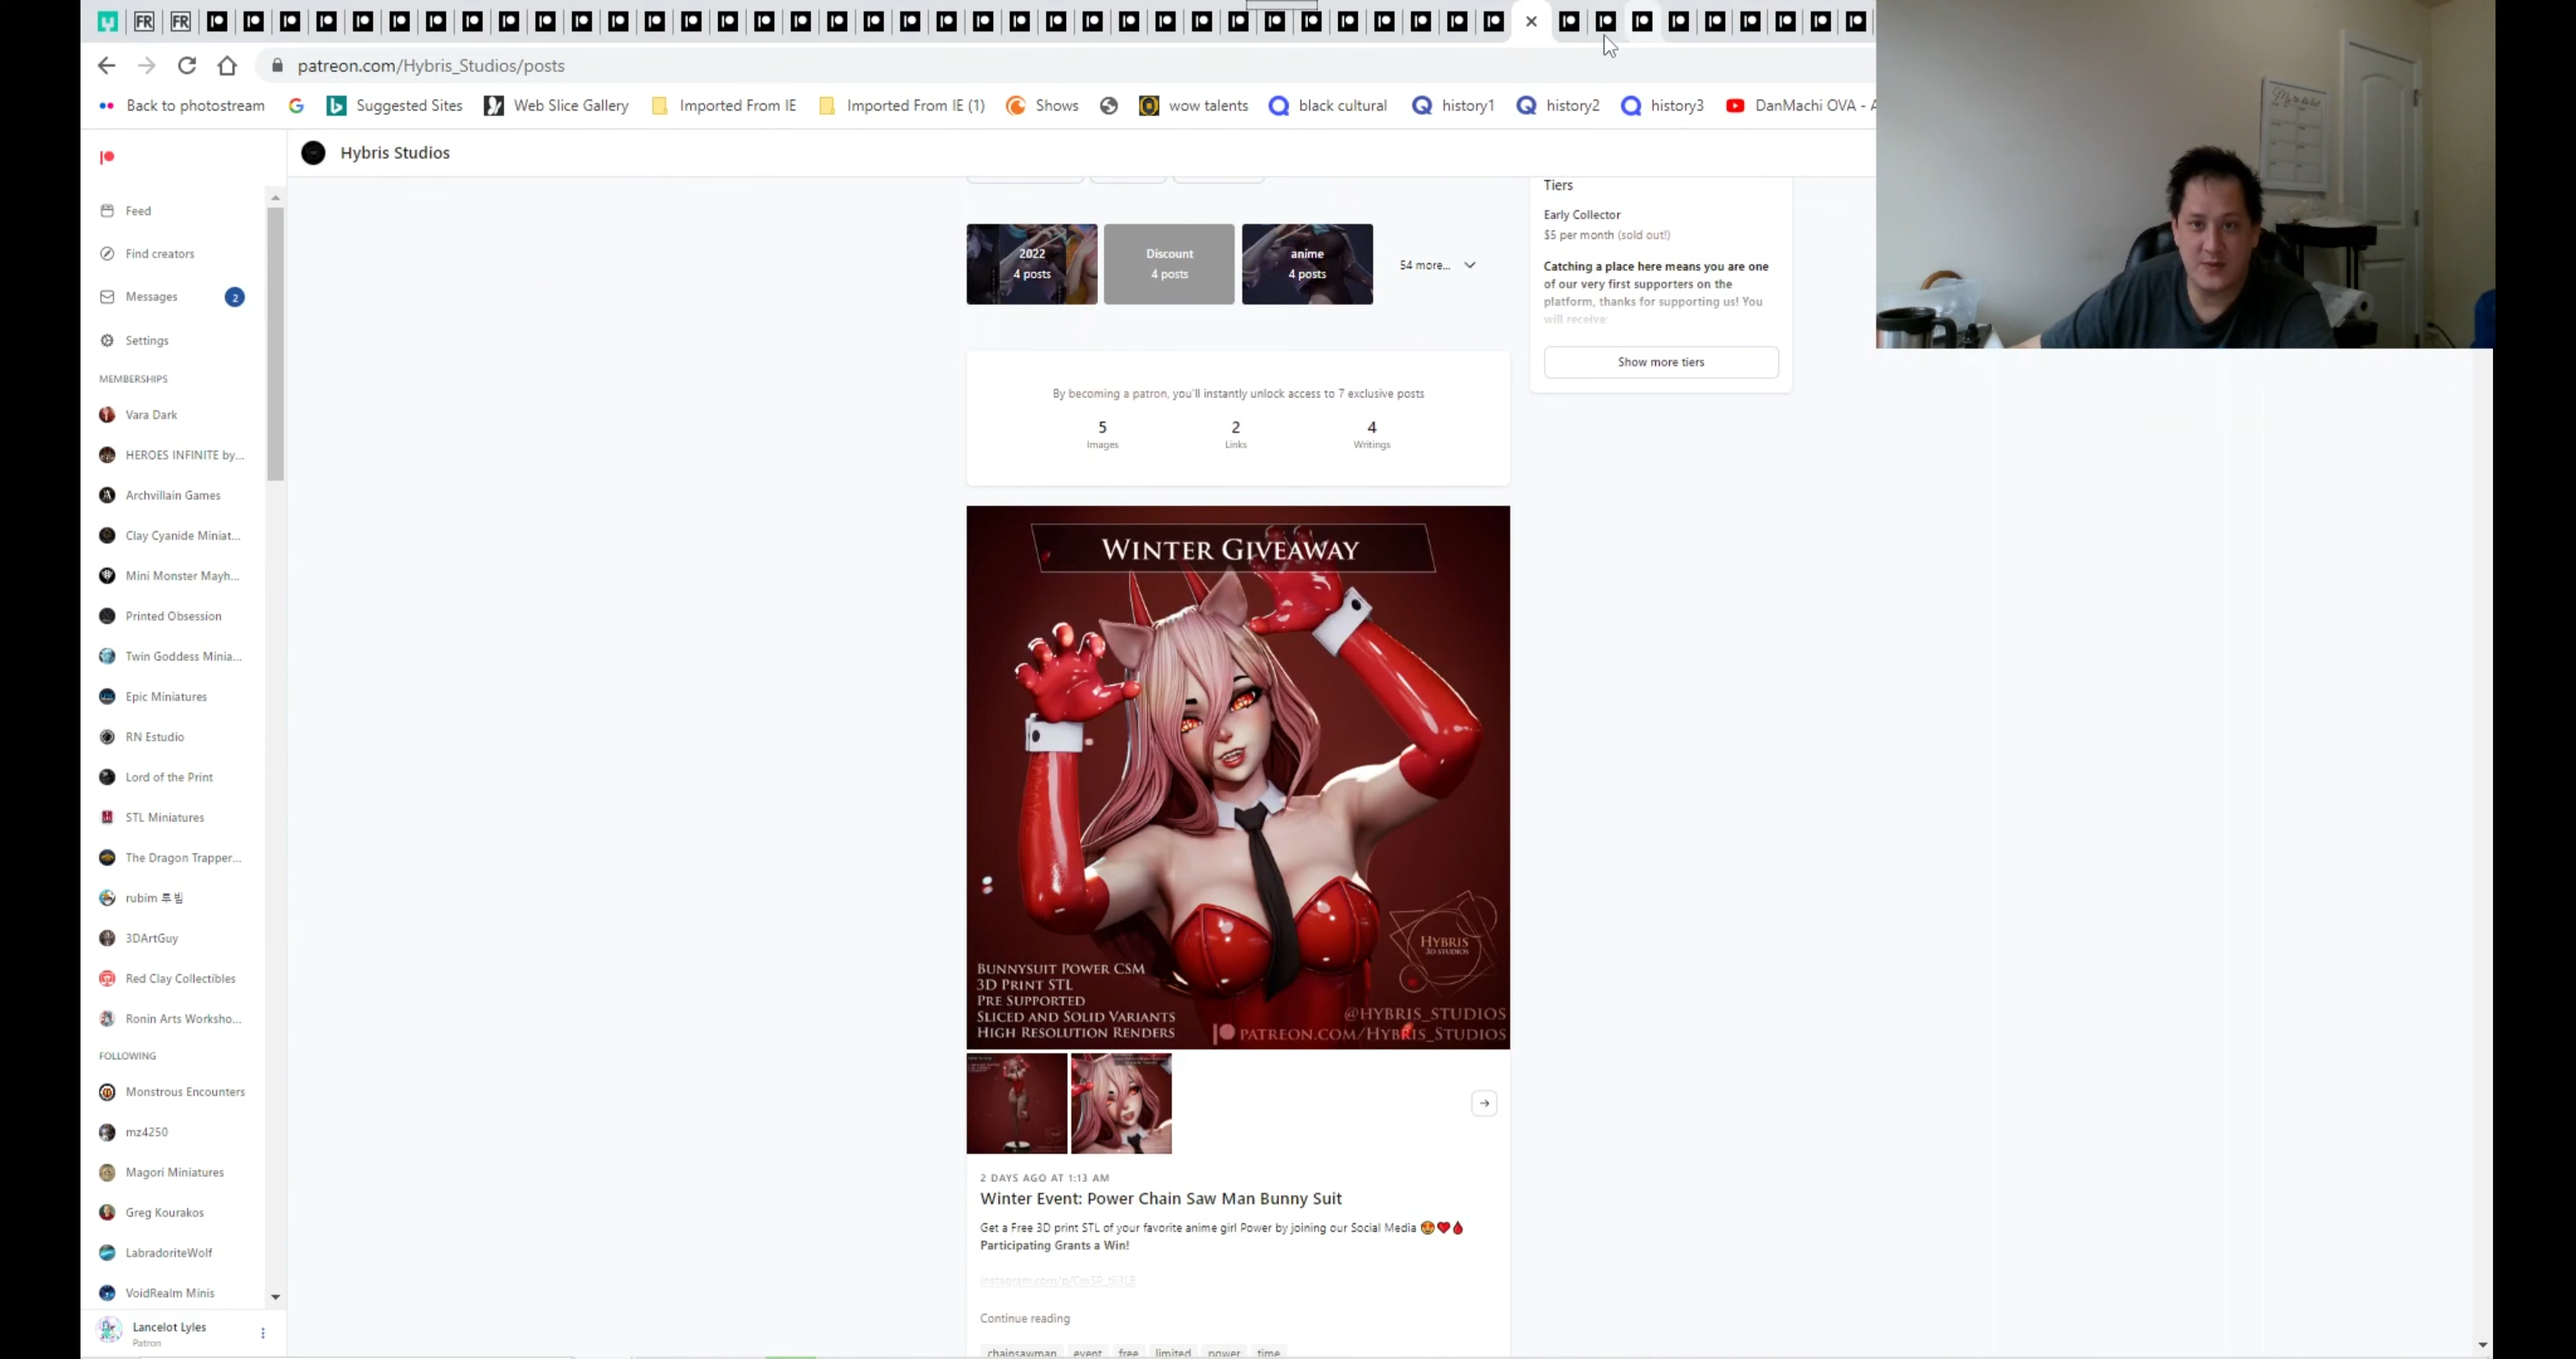 FR
FR
patreon.com/Hybris_Studios/posts
Back to photostream
Suggested Sites
Web Slice Gallery
Imported From IE
Imported From IE (1)
Shows
wow talents
black cultural
history1
history2
history3
DanMachi OVA - A
Hybris Studios
Feed
Find creators
Messages
2
Settings
MEMBERSHIPS
Vara Dark
HEROES INFINITE by...
Archvillain Games
Clay Cyanide Miniat...
Mini Monster Mayh...
Printed Obsession
Twin Goddess Minia...
Epic Miniatures
RN Estudio
Lord of the Print
STL Miniatures
The Dragon Trapper...
rubim 루빔
3DArtGuy
Red Clay Collectibles
Ronin Arts Worksho...
FOLLOWING
Monstrous Encounters
mz4250
Magori Miniatures
Greg Kourakos
LabradoriteWolf
VoidRealm Minis
Lancelot Lyles
Patron
2022
4 posts
Discount
4 posts
anime
4 posts
54 more...
By becoming a patron, you'll instantly unlock access to 7 exclusive posts
5
Images
2
Links
4
Writings
WINTER GIVEAWAY
BUNNYSUIT POWER CSM
3D PRINT STL
PRE SUPPORTED
SLICED AND SOLID VARIANTS
HIGH RESOLUTION RENDERS
HYBRIS
3D STUDIOS
@HYBRIS_STUDIOS
PATREON.COM/HYBRIS_STUDIOS
2 DAYS AGO AT 1:13 AM
Winter Event: Power Chain Saw Man Bunny Suit
Get a Free 3D print STL of your favorite anime girl Power by joining our Social Media 🤩❤️🩸
Participating Grants a Win!
Continue reading
chainsawman event free limited power time
Tiers
Early Collector
$5 per month (sold out!)
Catching a place here means you are one
of our very first supporters on the
platform, thanks for supporting us! You
will receive:
Show more tiers